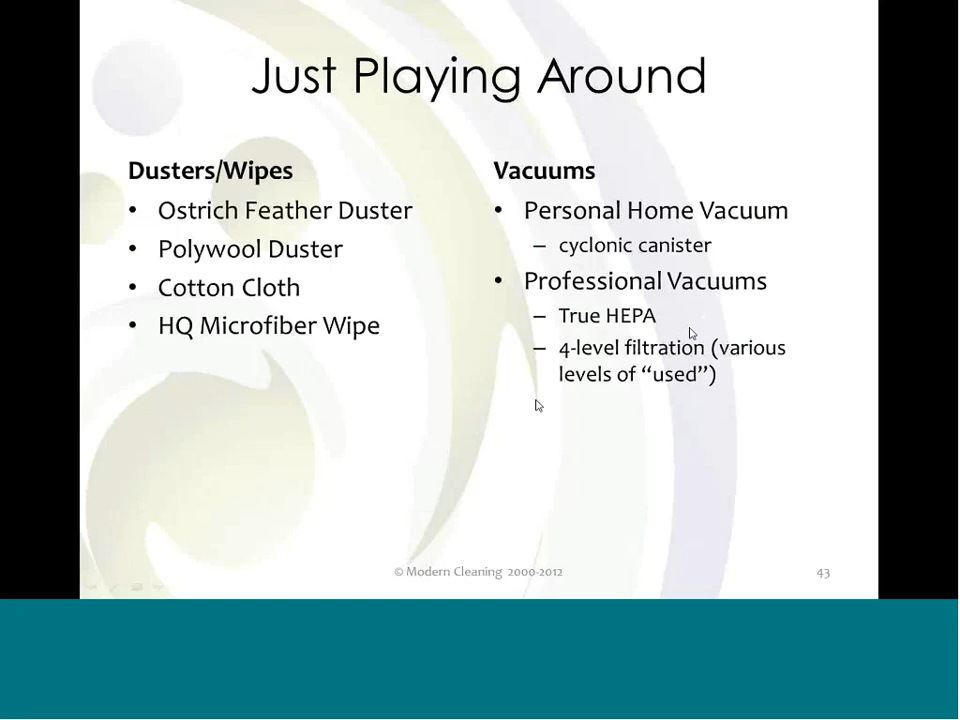 Just Playing Around
Dusters/Wipes
• Ostrich Feather Duster
• Polywool Duster
• Cotton Cloth
• HQ Microfiber Wipe
Vacuums
• Personal Home Vacuum
– cyclonic canister
• Professional Vacuums
– True HEPA
– 4-level filtration (various
levels of “used”)
© Modern Cleaning 2000-2012
43